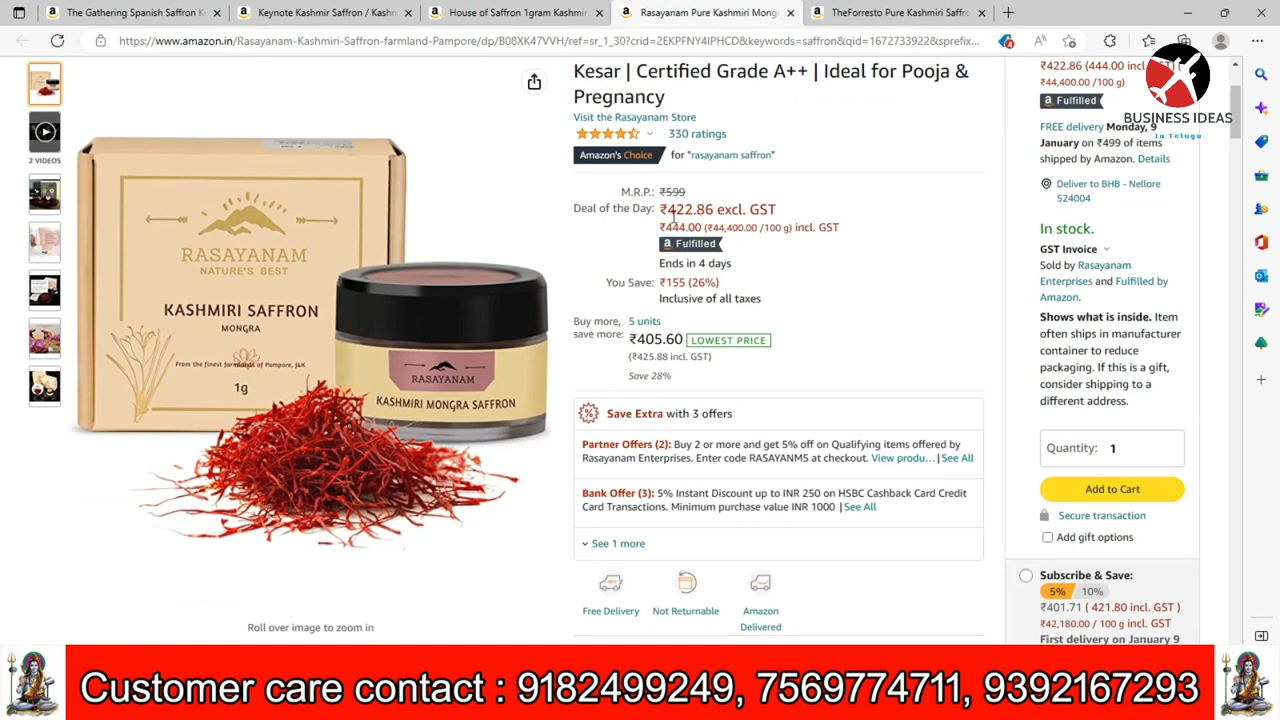 The Gathering Spanish Saffron K
Keynote Kashmir Saffron / Kashm
House of Saffron 1gram Kashmiri
Rasayanam Pure Kashmiri Mong
TheForresto Pure Kashmiri Saffro
https://www.amazon.in/Rasayanam-Kashmiri-Saffron-farmland-Pampore/dp/B08XK47VVH/ref=sr_1_30?crid=2EKPFNY4IPHCD&keywords=saffron&qid=1672733922&sprefix...
2 VIDEOS
RASAYANAM
NATURE'S BEST
KASHMIRI SAFFRON
MONGRA
From the finest farmlands of Pampore, J&K
1g
RASAYANAM
KASHMIRI MONGRA SAFFRON
Roll over image to zoom in
Kesar | Certified Grade A++ | Ideal for Pooja &
Pregnancy
Visit the Rasayanam Store
330 ratings
Amazon's Choice for "rasayanam saffron"
M.R.P.: ₹599
Deal of the Day: ₹422.86 excl. GST
₹444.00 (₹44,400.00 /100 g) incl. GST
a Fulfilled
Ends in 4 days
You Save: ₹155 (26%)
Inclusive of all taxes
Buy more, save more: 5 units
₹405.60 LOWEST PRICE
(₹425.88 incl. GST)
Save 28%
Save Extra with 3 offers
Partner Offers (2): Buy 2 or more and get 5% off on Qualifying items offered by
Rasayanam Enterprises. Enter code RASAYANM5 at checkout. View produ... | See All
Bank Offer (3): 5% Instant Discount up to INR 250 on HSBC Cashback Card Credit
Card Transactions. Minimum purchase value INR 1000 | See All
See 1 more
Free Delivery
Not Returnable
Amazon
Delivered
₹422.86 (444.00 incl.
₹44,400.00 /100 g)
a Fulfilled
BUSINESS IDEAS
In Telugu
FREE delivery Monday, 9
January on ₹499 of items
shipped by Amazon. Details
Deliver to BHB - Nellore
524004
In stock.
GST Invoice
Sold by Rasayanam
Enterprises and Fulfilled by
Amazon.
Shows what is inside. Item
often ships in manufacturer
container to reduce
packaging. If this is a gift,
consider shipping to a
different address.
Quantity: 1
Add to Cart
Secure transaction
Add gift options
Subscribe & Save:
5% 10%
₹401.71 ( 421.80 incl. GST )
₹42,180.00 / 100 g incl. GST
First delivery on January 9
Customer care contact : 9182499249, 7569774711, 9392167293